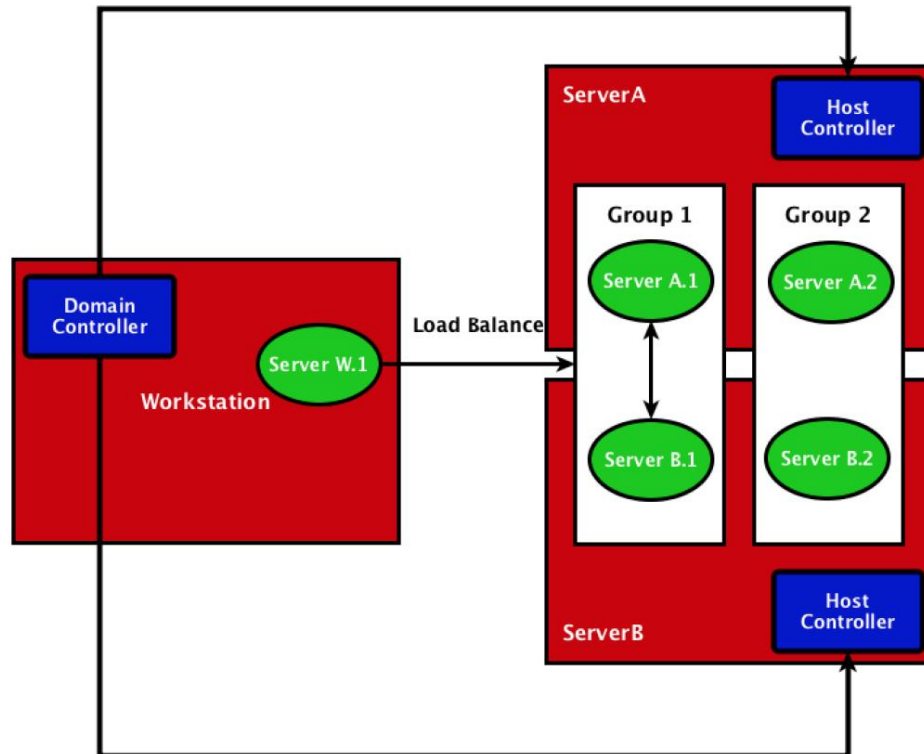 ServerA
Host
Controller
Group 1
Group 2
Server A.1
Server A.2
Domain
Controller
Load Balance
Server W.1
Workstation
Server B.1
Server B.2
Host
Controller
ServerB